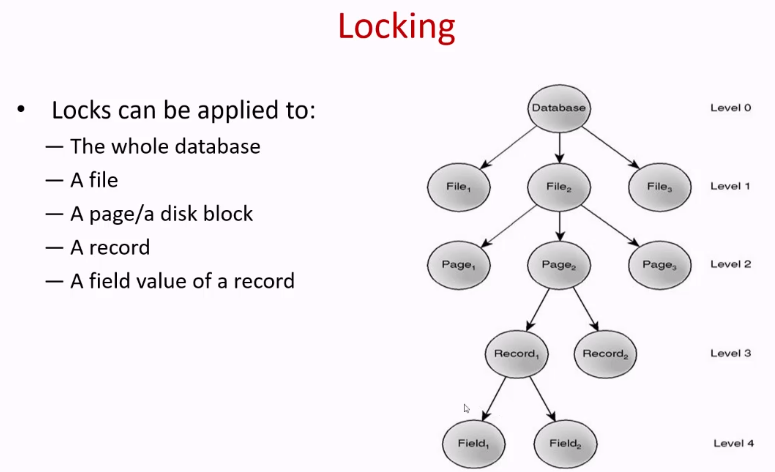 Locking
• Locks can be applied to:
— The whole database
— A file
— A page/a disk block
— A record
— A field value of a record
Database Level 0
File₁ File₂ File₃ Level 1
Page₁ Page₂ Page₃ Level 2
Record₁ Record₂ Level 3
Field₁ Field₂ Level 4